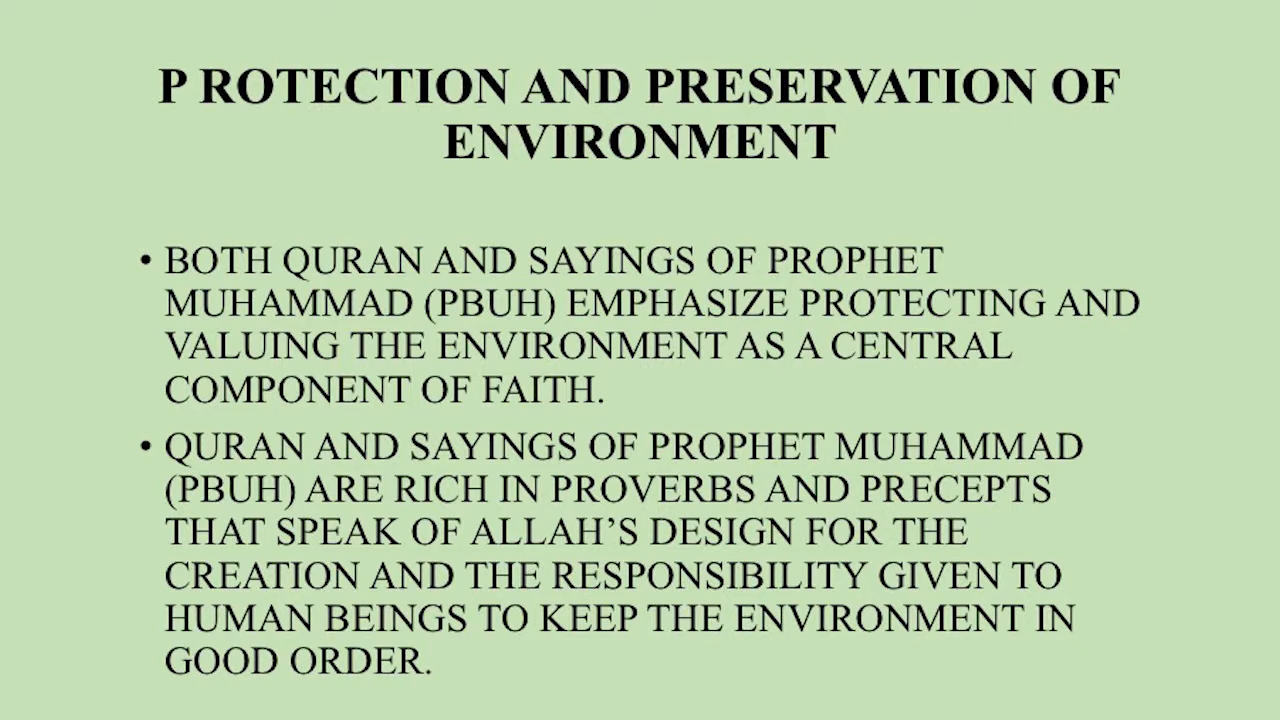 P ROTECTION AND PRESERVATION OF
ENVIRONMENT
• BOTH QURAN AND SAYINGS OF PROPHET
MUHAMMAD (PBUH) EMPHASIZE PROTECTING AND
VALUING THE ENVIRONMENT AS A CENTRAL
COMPONENT OF FAITH.
• QURAN AND SAYINGS OF PROPHET MUHAMMAD
(PBUH) ARE RICH IN PROVERBS AND PRECEPTS
THAT SPEAK OF ALLAH’S DESIGN FOR THE
CREATION AND THE RESPONSIBILITY GIVEN TO
HUMAN BEINGS TO KEEP THE ENVIRONMENT IN
GOOD ORDER.